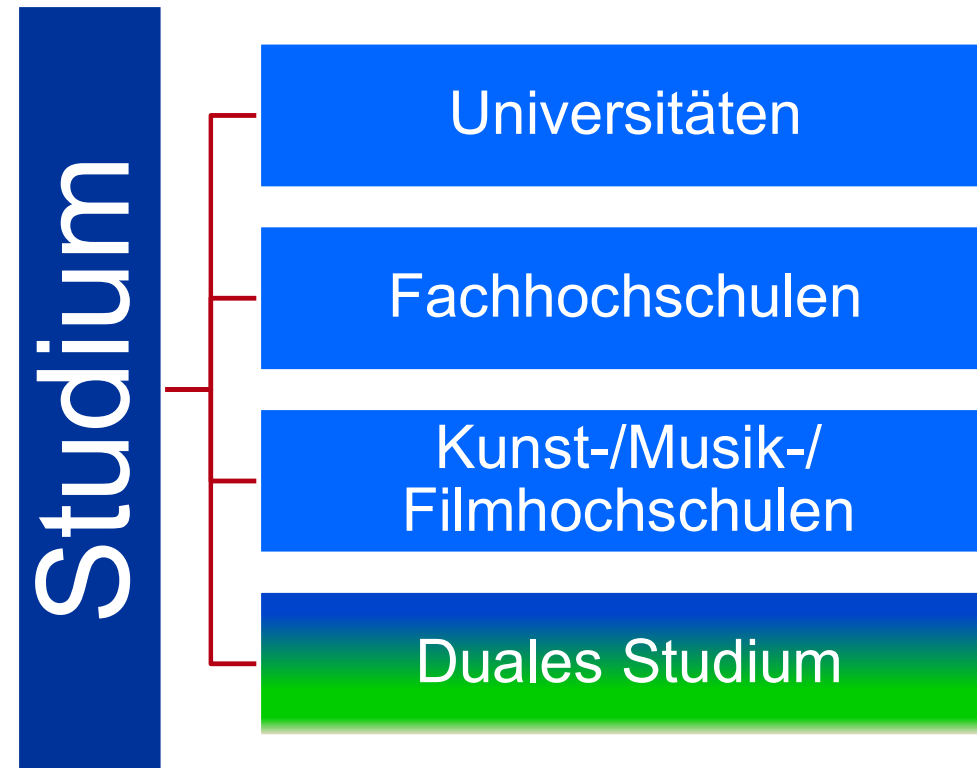 Studium
Universitäten
Fachhochschulen
Kunst-/Musik-/
Filmhochschulen
Duales Studium